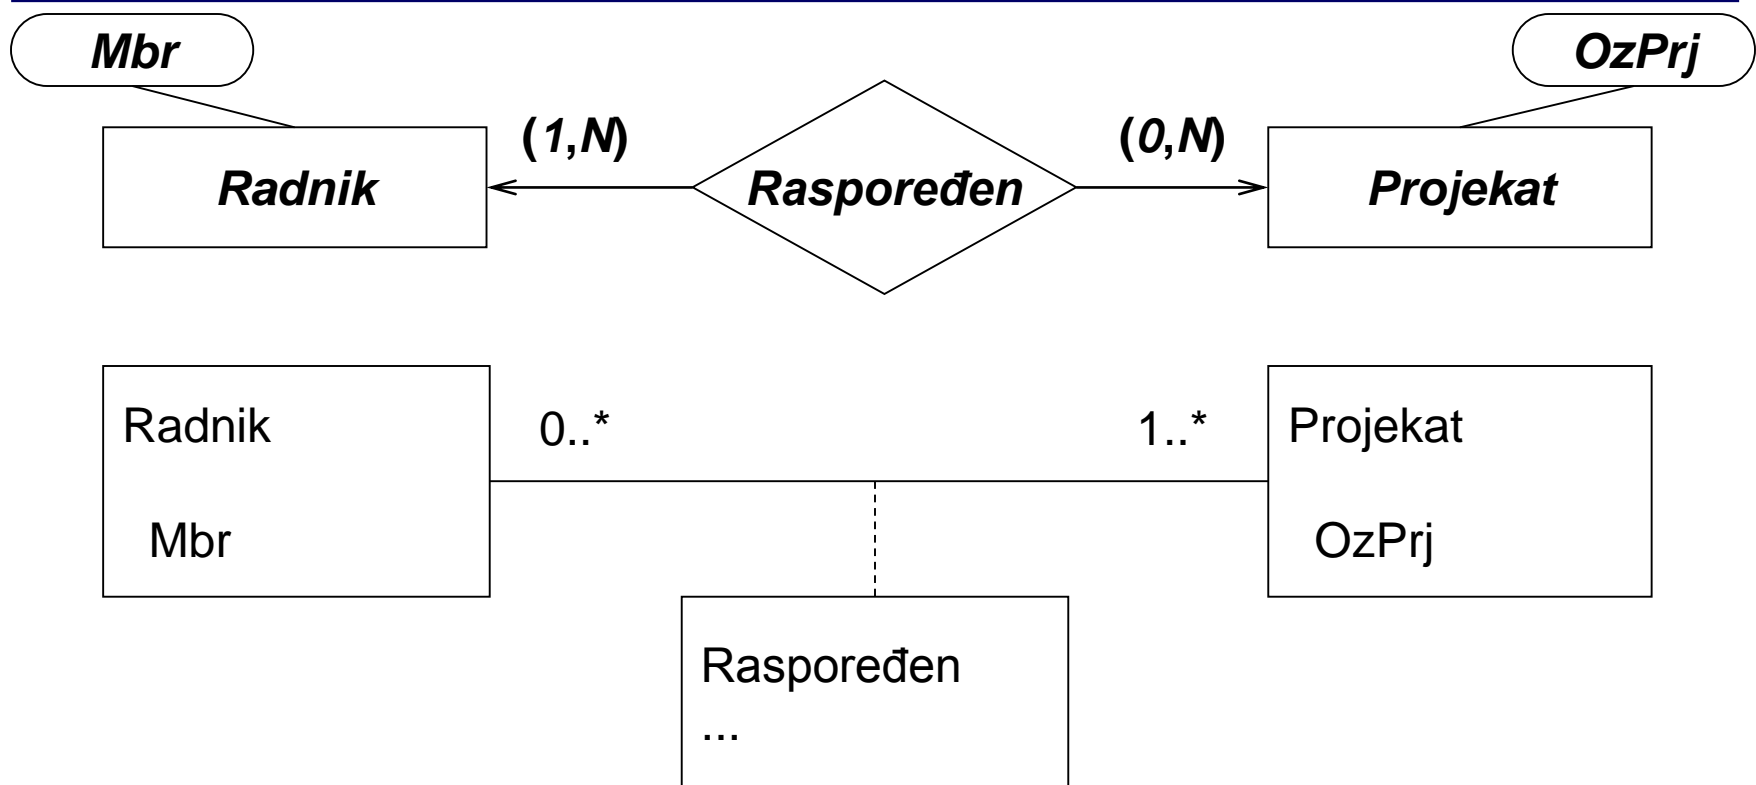 Mbr
OzPrj
(1,N)
(0,N)
Radnik
Raspoređen
Projekat
Radnik
0..*
1..*
Projekat
Mbr
OzPrj
Raspoređen
...